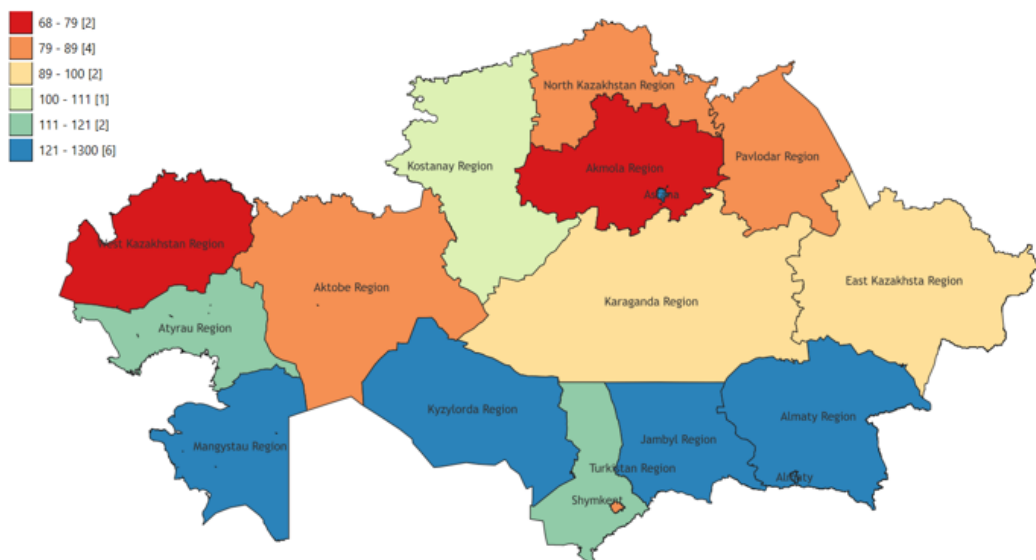 68 - 79 [2]
79 - 89 [4]
89 - 100 [2]
100 - 111 [1]
111 - 121 [2]
121 - 1300 [6]
North Kazakhstan Region
Kostanay Region
Akmola Region
Pavlodar Region
Astana
West Kazakhstan Region
Aktobe Region
Karaganda Region
East Kazakhsta Region
Atyrau Region
Kyzylorda Region
Almaty Region
Mangystau Region
Jambyl Region
Turkistan Region
Almaty
Shymkent